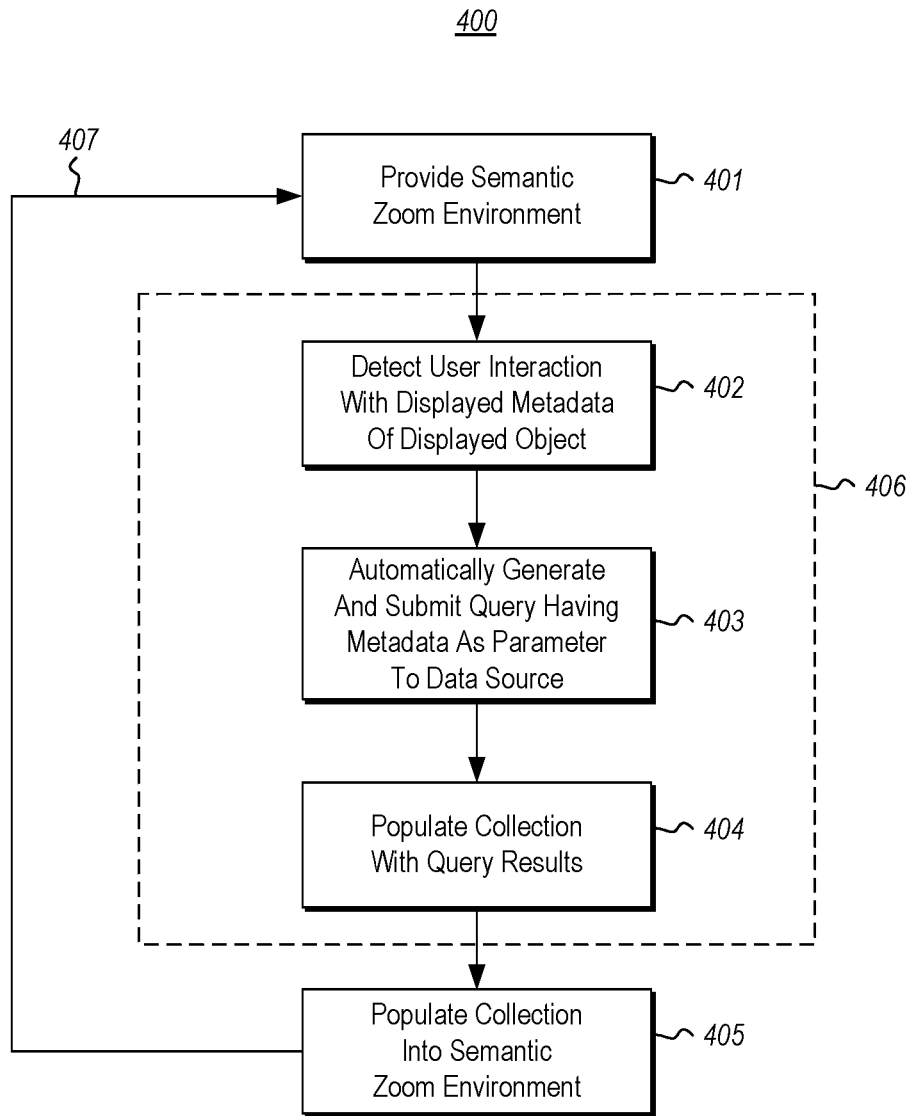 400
407
Provide Semantic
Zoom Environment
401
Detect User Interaction
With Displayed Metadata
Of Displayed Object
402
406
Automatically Generate
And Submit Query Having
Metadata As Parameter
To Data Source
403
Populate Collection
With Query Results
404
Populate Collection
Into Semantic
Zoom Environment
405